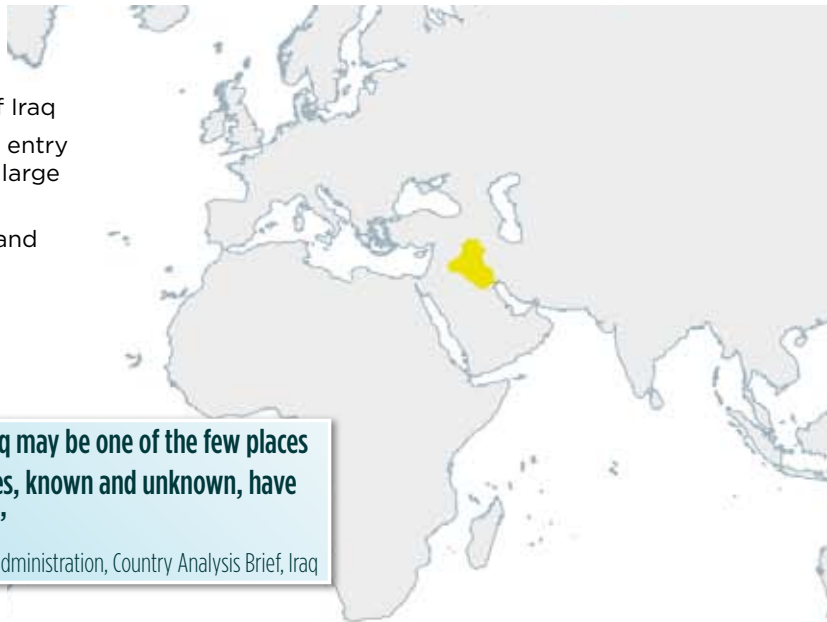 f Iraq
entry
large
and
q may be one of the few places
es, known and unknown, have
”
dministration, Country Analysis Brief, Iraq